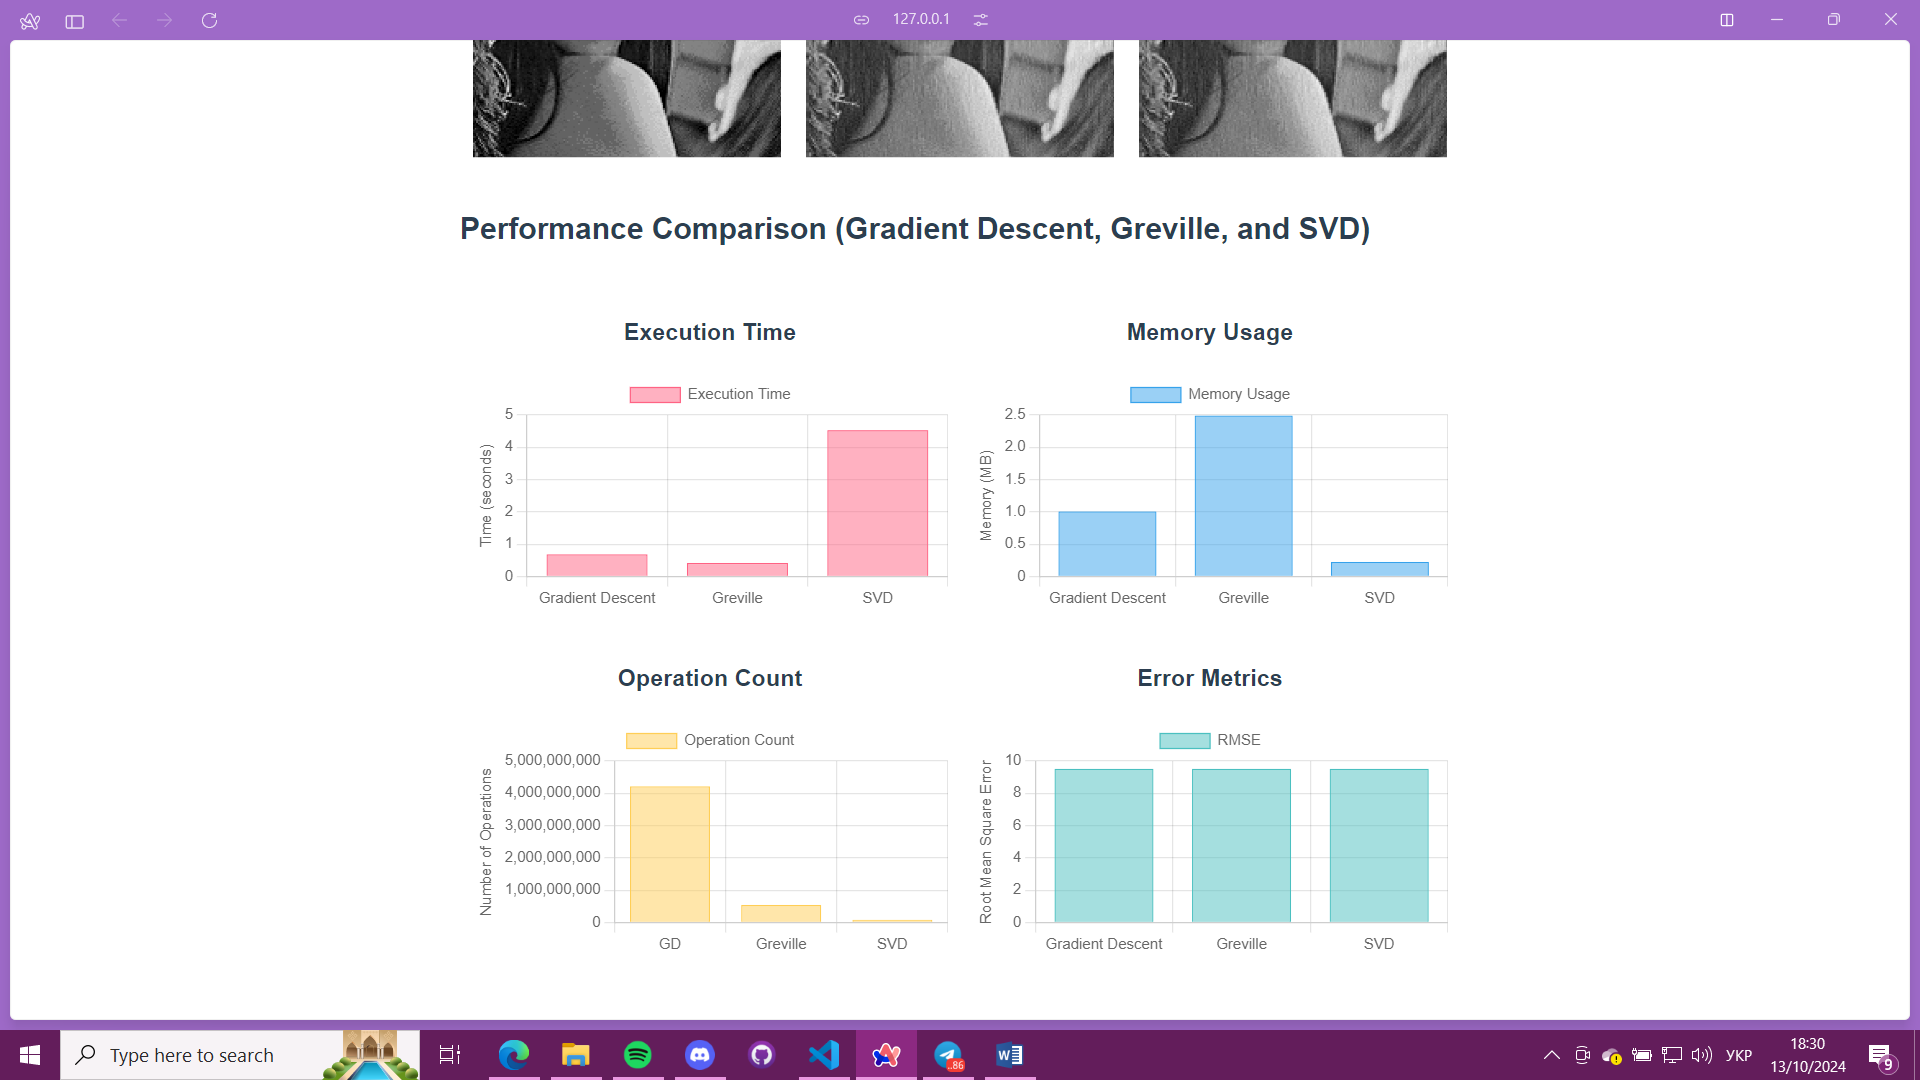 127.0.0.1
Performance Comparison (Gradient Descent, Greville, and SVD)
Execution Time
Execution Time
Time (seconds)
5
4
3
2
1
0
Gradient Descent Greville SVD
Memory Usage
Memory Usage
Memory (MB)
2.5
2.0
1.5
1.0
0.5
0
Gradient Descent Greville SVD
Operation Count
Operation Count
Number of Operations
5,000,000,000
4,000,000,000
3,000,000,000
2,000,000,000
1,000,000,000
0
GD Greville SVD
Error Metrics
RMSE
Root Mean Square Error
10
8
6
4
2
0
Gradient Descent Greville SVD
Type here to search
..86
W
УКР
18:30
13/10/2024
9